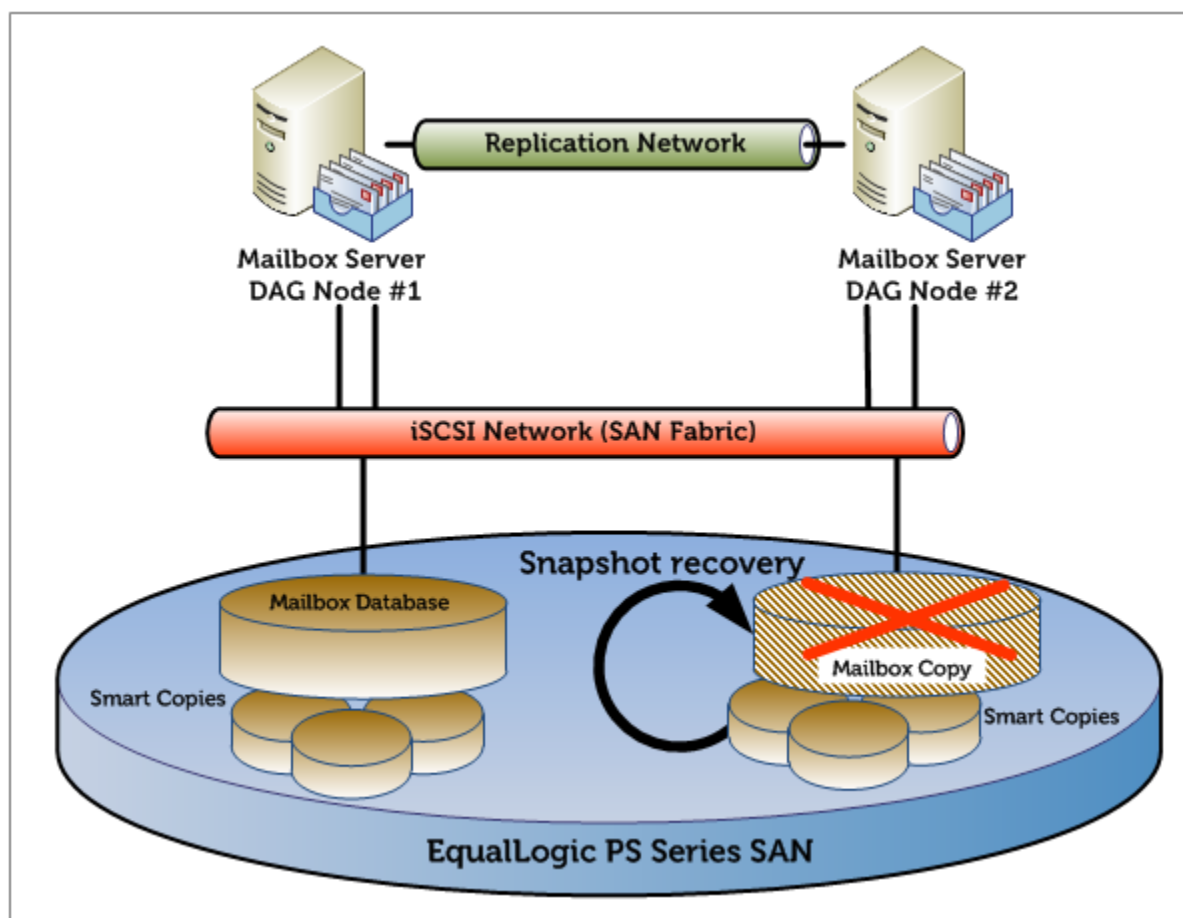 Replication Network
Mailbox Server
DAG Node #1
Mailbox Server
DAG Node #2
iSCSI Network (SAN Fabric)
Snapshot recovery
Mailbox Database
Mailbox Copy
Smart Copies
Smart Copies
EqualLogic PS Series SAN